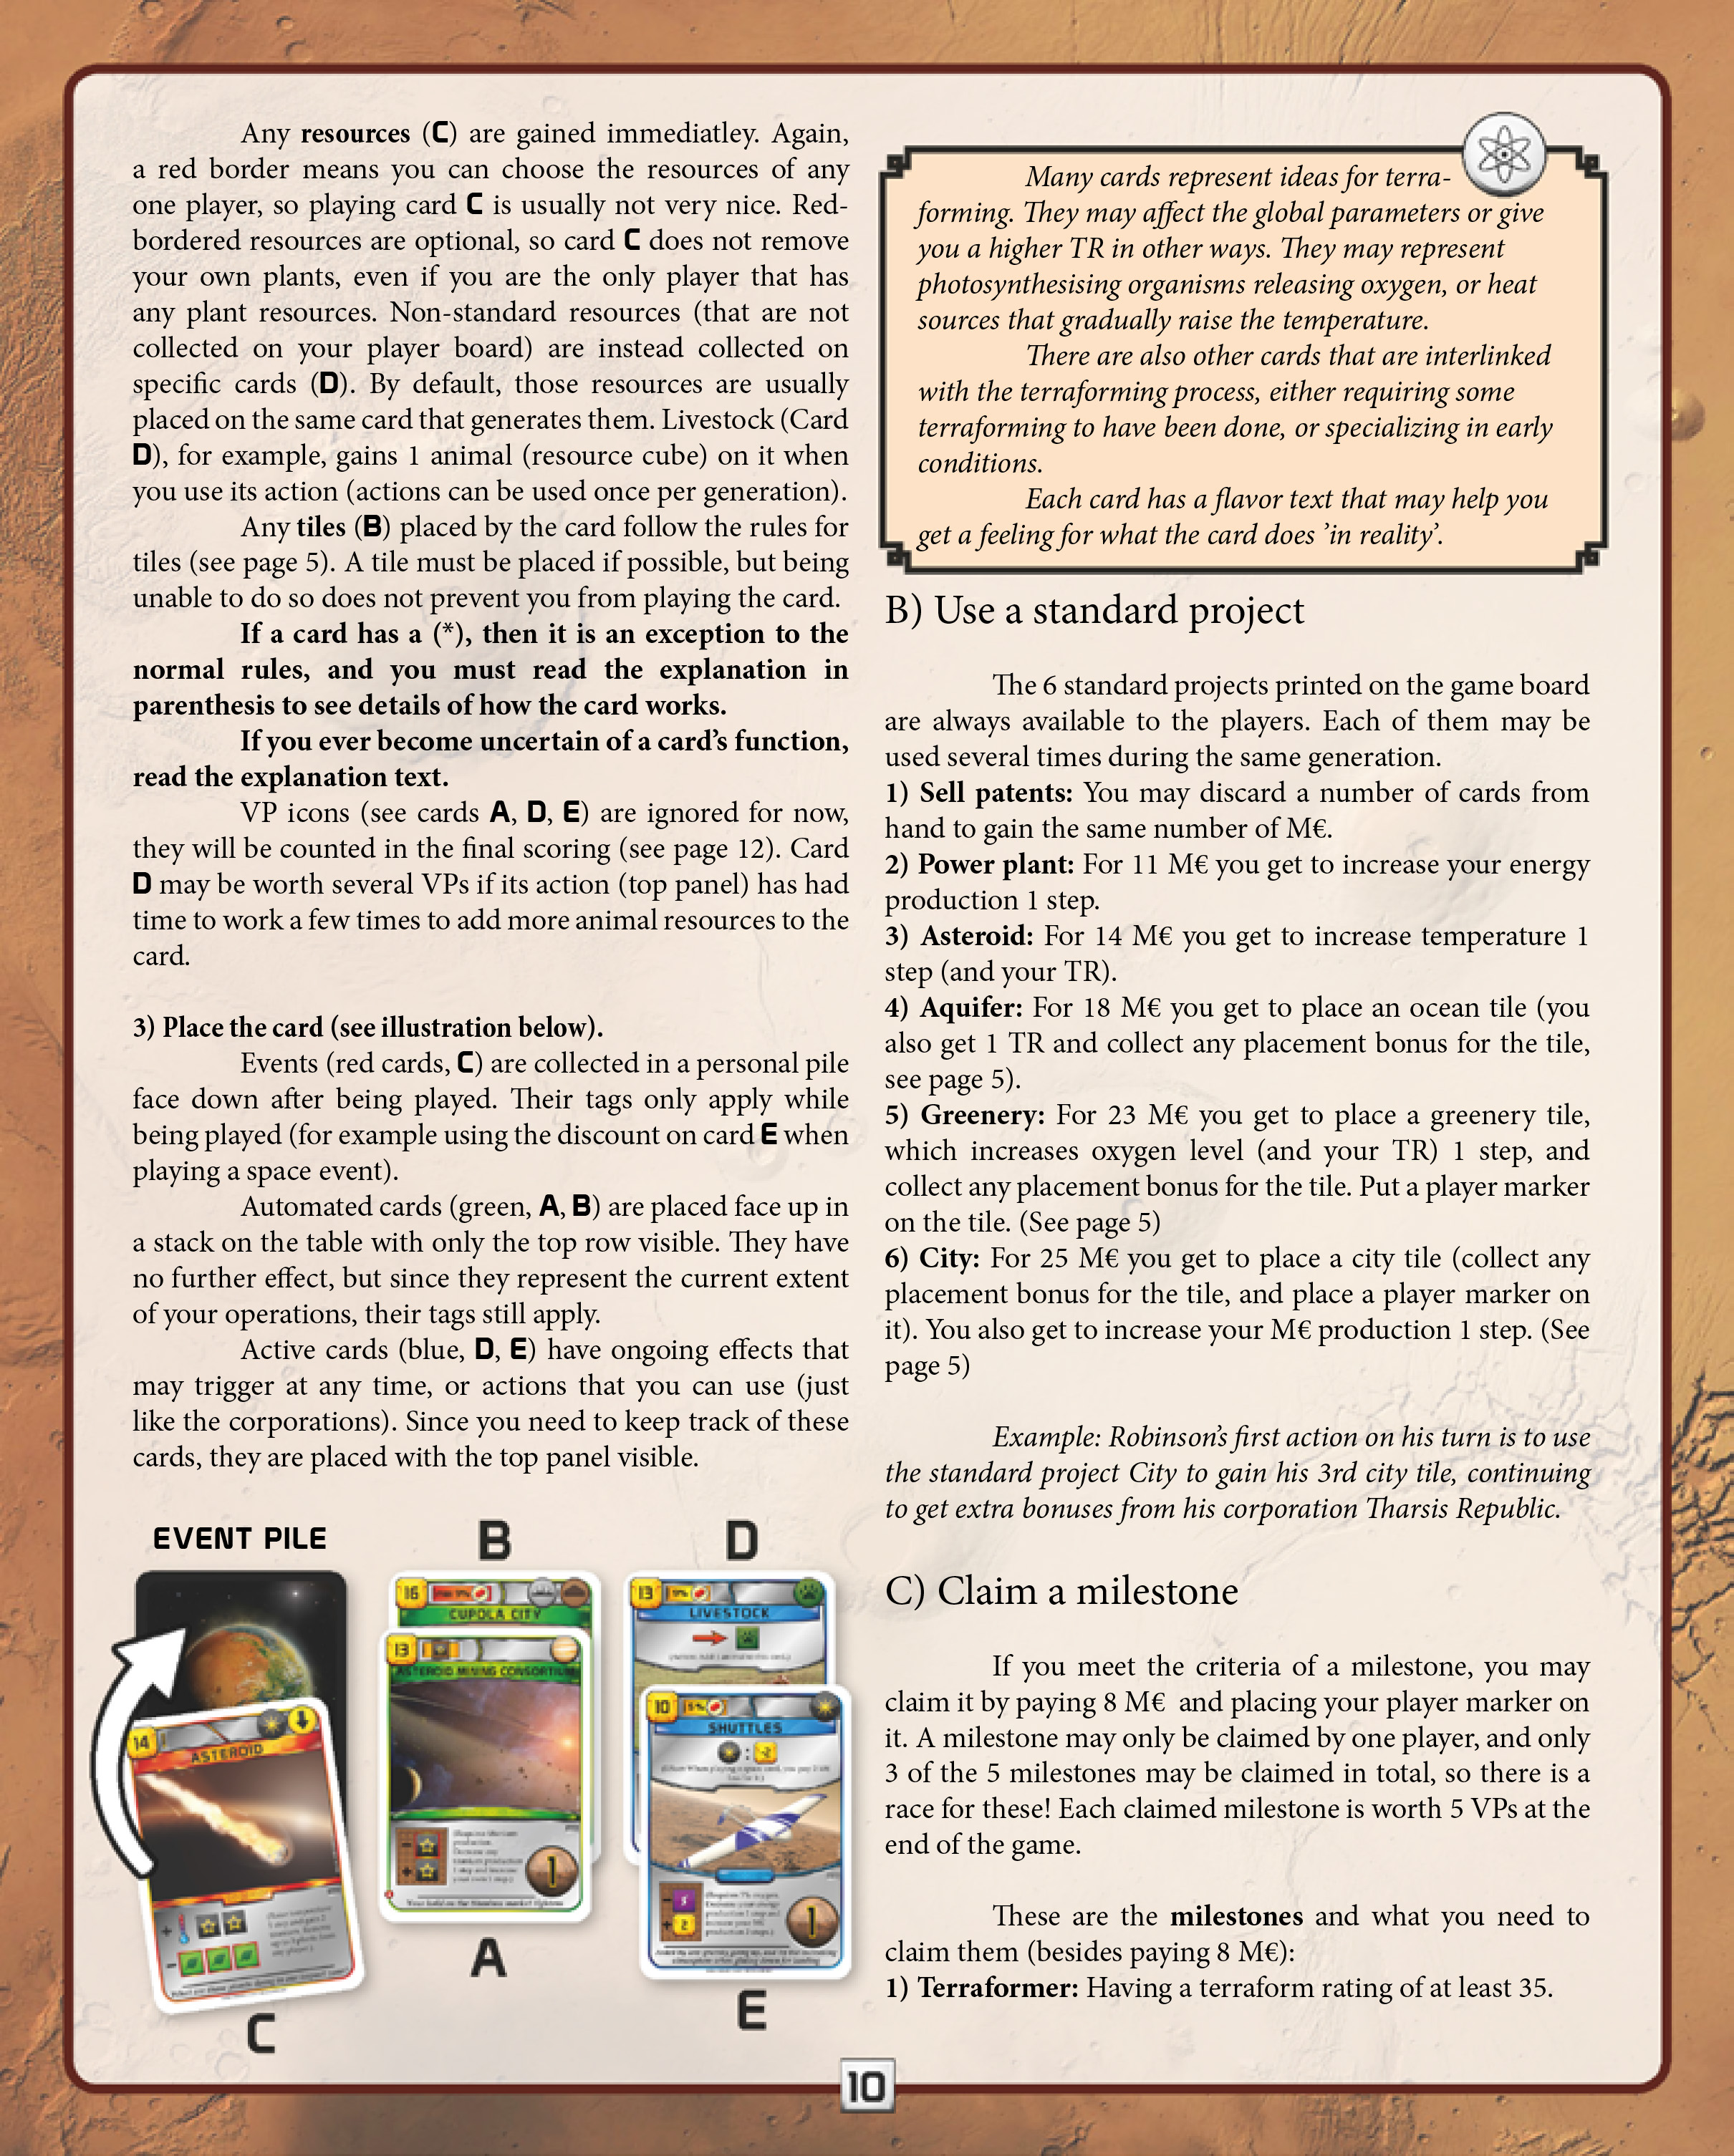 Any resources (C) are gained immediatley. Again,
a red border means you can choose the resources of any
one player, so playing card C is usually not very nice. Red-
bordered resources are optional, so card C does not remove
your own plants, even if you are the only player that has
any plant resources. Non-standard resources (that are not
collected on your player board) are instead collected on
specific cards (D). By default, those resources are usually
placed on the same card that generates them. Livestock (Card
D), for example, gains 1 animal (resource cube) on it when
you use its action (actions can be used once per generation).
Any tiles (B) placed by the card follow the rules for
tiles (see page 5). A tile must be placed if possible, but being
unable to do so does not prevent you from playing the card.
If a card has a (*), then it is an exception to the
normal rules, and you must read the explanation in
parenthesis to see details of how the card works.
If you ever become uncertain of a card's function,
read the explanation text.
VP icons (see cards A, D, E) are ignored for now,
they will be counted in the final scoring (see page 12). Card
D may be worth several VPs if its action (top panel) has had
time to work a few times to add more animal resources to the
card.
3) Place the card (see illustration below).
Events (red cards, C) are collected in a personal pile
face down after being played. Their tags only apply while
being played (for example using the discount on card E when
playing a space event).
Automated cards (green, A, B) are placed face up in
a stack on the table with only the top row visible. They have
no further effect, but since they represent the current extent
of your operations, their tags still apply.
Active cards (blue, D, E) have ongoing effects that
may trigger at any time, or actions that you can use (just
like the corporations). Since you need to keep track of these
cards, they are placed with the top panel visible.
EVENT PILE
B
D
16
CUPOLA CITY
13
ASTEROID MINING CONSORTIUM
1
13
LIVESTOCK
10
SHUTTLES
-2
1
14
ASTEROID
A
E
C
Many cards represent ideas for terra-
forming. They may affect the global parameters or give
you a higher TR in other ways. They may represent
photosynthesising organisms releasing oxygen, or heat
sources that gradually raise the temperature.
There are also other cards that are interlinked
with the terraforming process, either requiring some
terraforming to have been done, or specializing in early
conditions.
Each card has a flavor text that may help you
get a feeling for what the card does 'in reality'.
B) Use a standard project
The 6 standard projects printed on the game board
are always available to the players. Each of them may be
used several times during the same generation.
1) Sell patents: You may discard a number of cards from
hand to gain the same number of M€.
2) Power plant: For 11 M€ you get to increase your energy
production 1 step.
3) Asteroid: For 14 M€ you get to increase temperature 1
step (and your TR).
4) Aquifer: For 18 M€ you get to place an ocean tile (you
also get 1 TR and collect any placement bonus for the tile,
see page 5).
5) Greenery: For 23 M€ you get to place a greenery tile,
which increases oxygen level (and your TR) 1 step, and
collect any placement bonus for the tile. Put a player marker
on the tile. (See page 5)
6) City: For 25 M€ you get to place a city tile (collect any
placement bonus for the tile, and place a player marker on
it). You also get to increase your M€ production 1 step. (See
page 5)
Example: Robinson's first action on his turn is to use
the standard project City to gain his 3rd city tile, continuing
to get extra bonuses from his corporation Tharsis Republic.
C) Claim a milestone
If you meet the criteria of a milestone, you may
claim it by paying 8 M€ and placing your player marker on
it. A milestone may only be claimed by one player, and only
3 of the 5 milestones may be claimed in total, so there is a
race for these! Each claimed milestone is worth 5 VPs at the
end of the game.
These are the milestones and what you need to
claim them (besides paying 8 M€):
1) Terraformer: Having a terraform rating of at least 35.
10